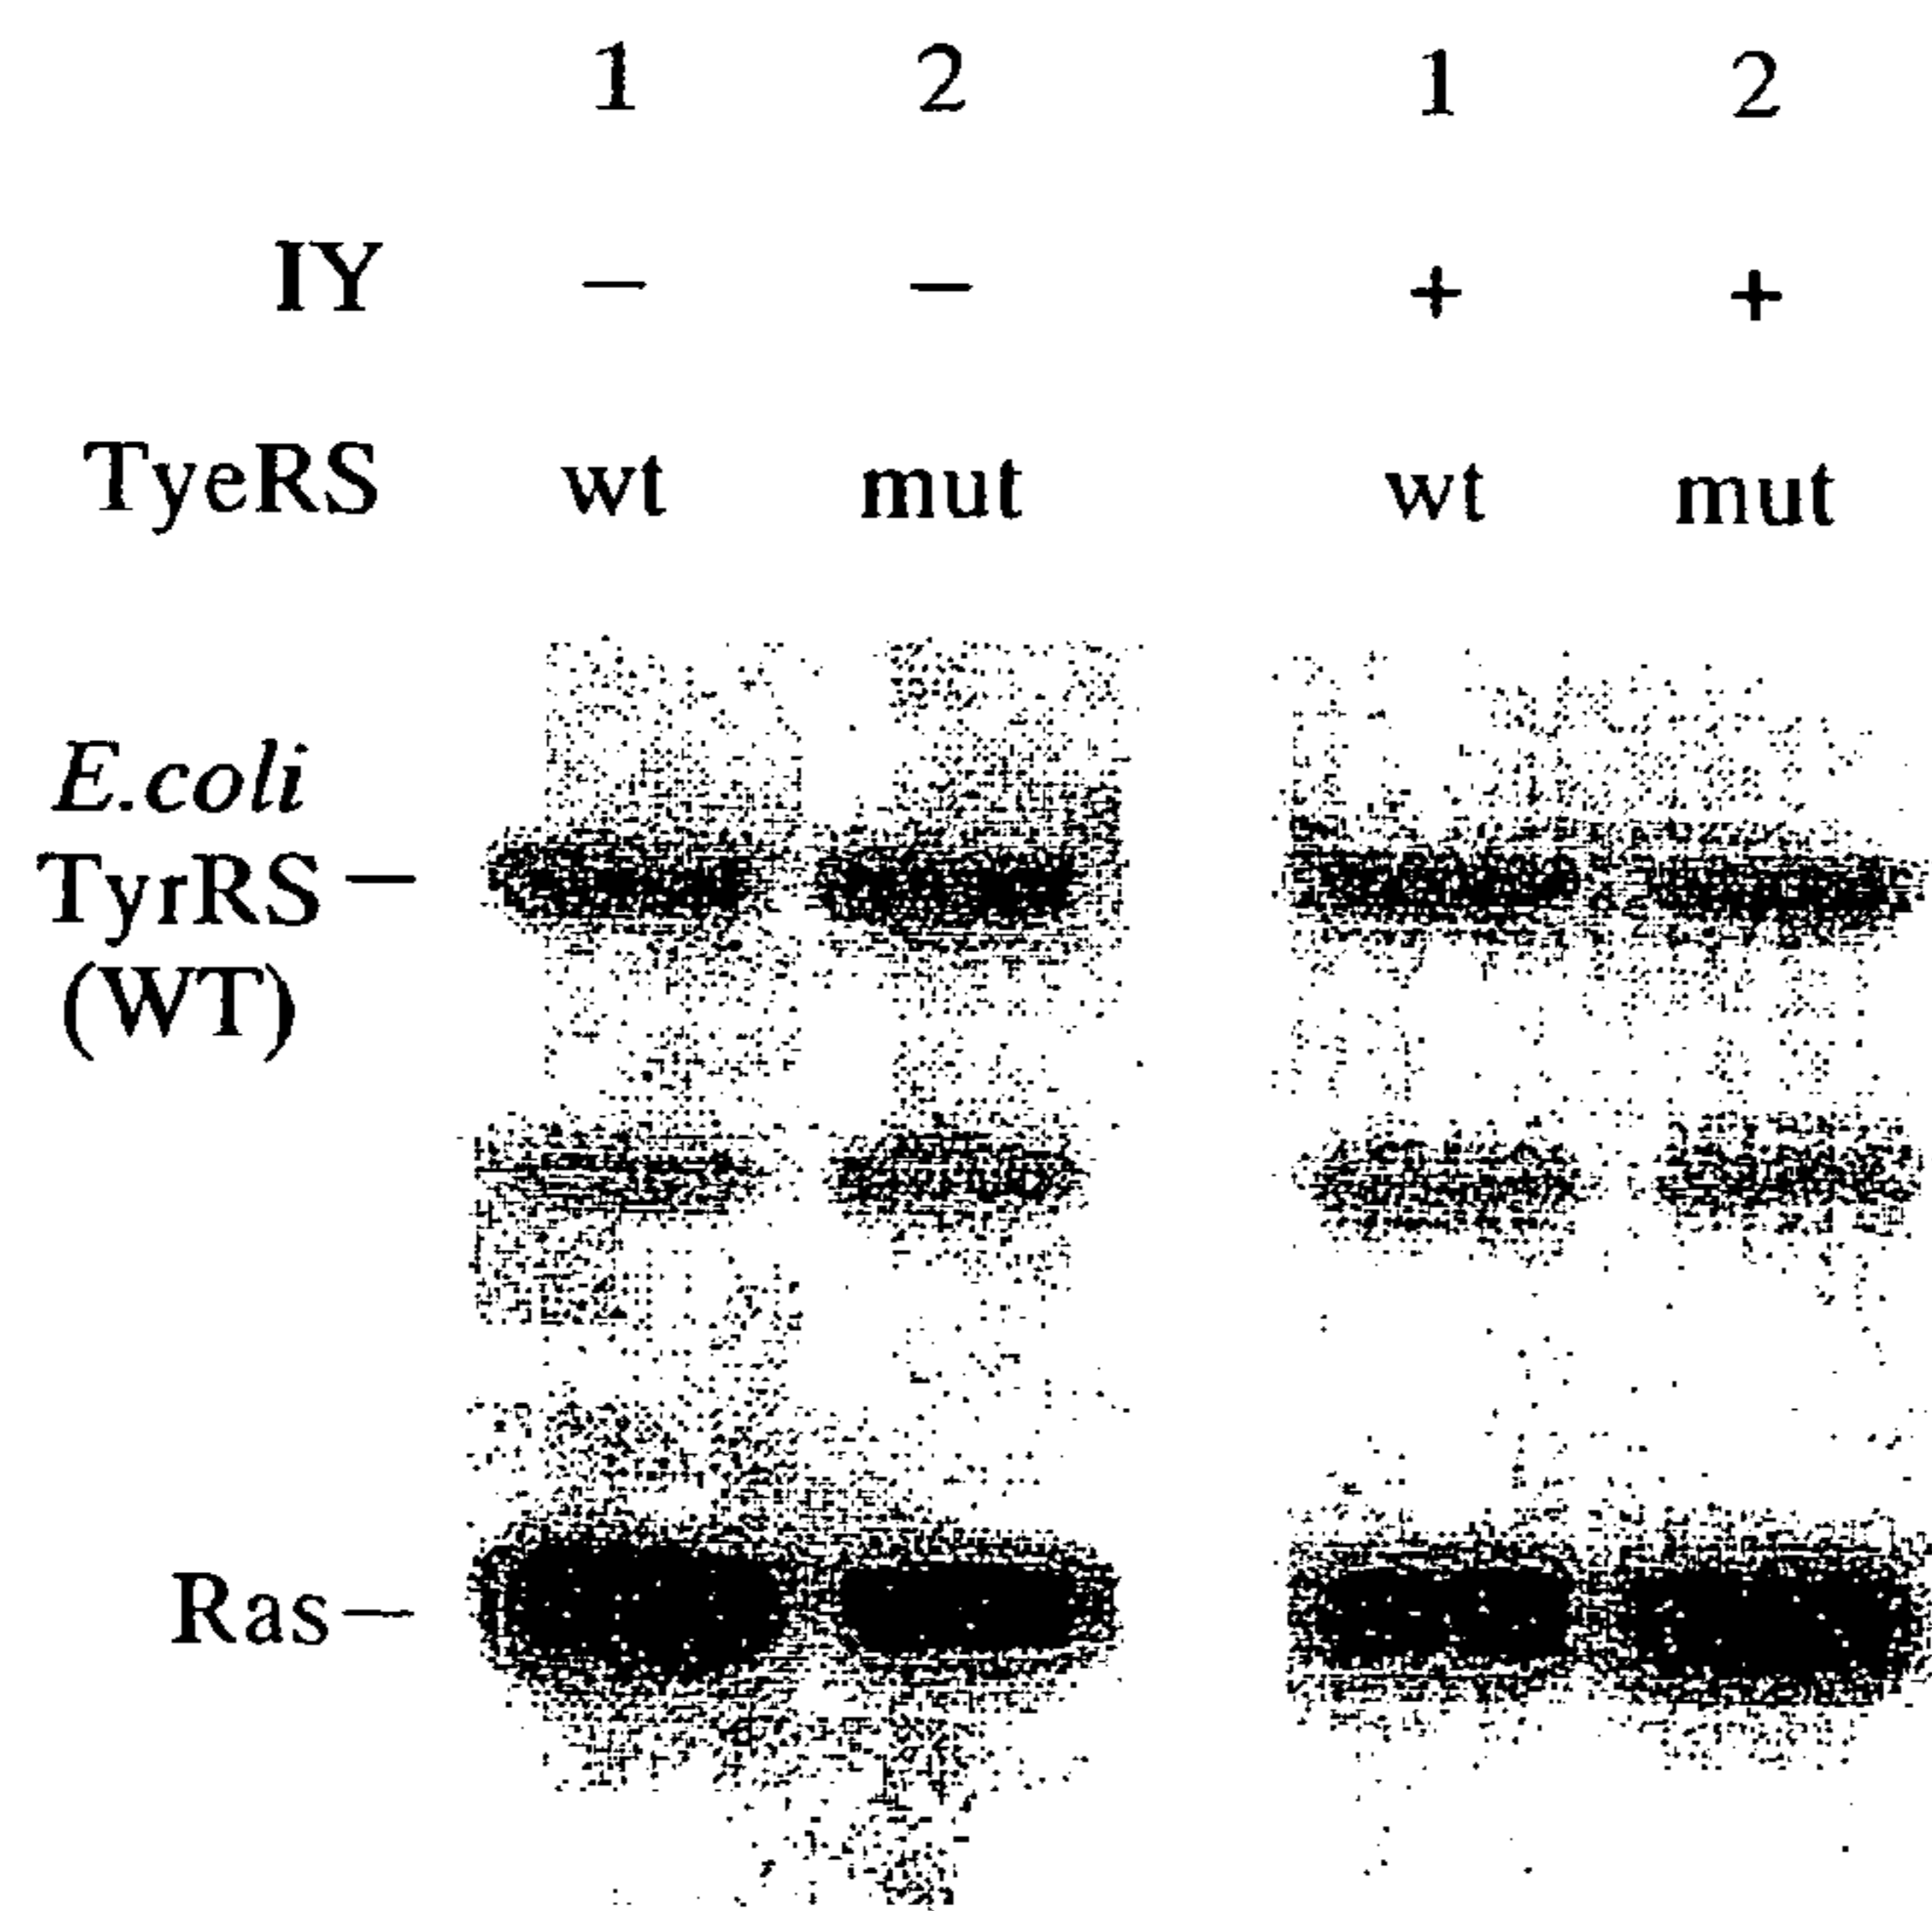 1 2 1 2
IY − − + +
TyeRS wt mut wt mut
E.coli
TyrRS —
(WT)
Ras —